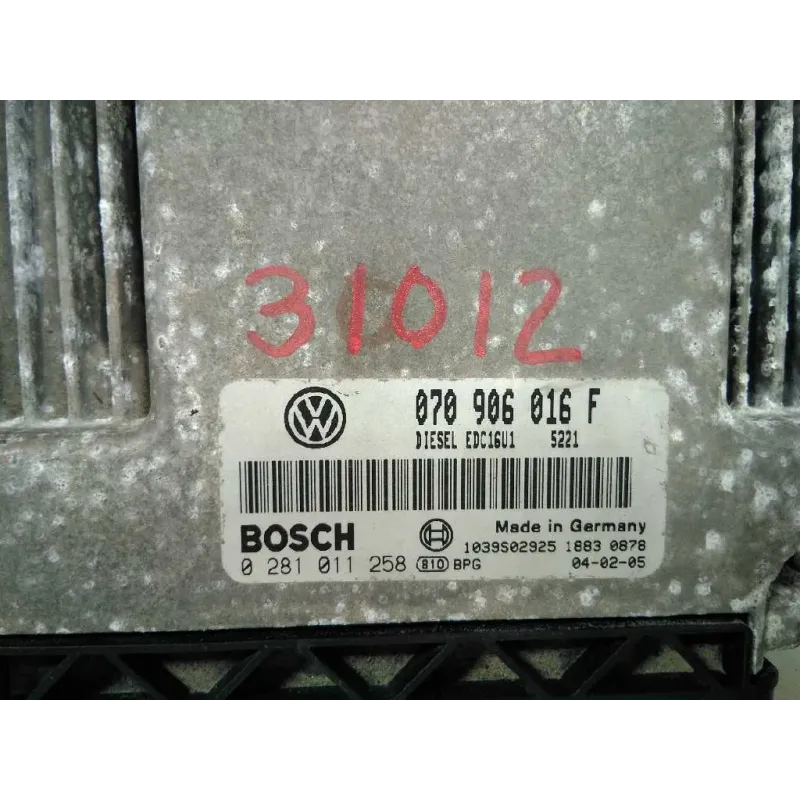 31012
VW
070 906 016 F
DIESEL EDC16U1 5221
BOSCH
Made in Germany
1039S02925 1883 0878
0 281 011 258 810 BPG 04-02-05